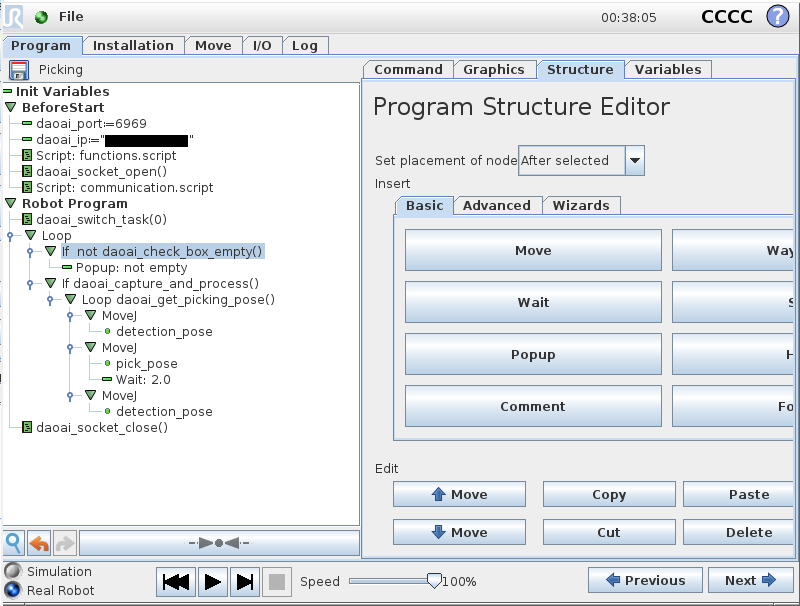 File
00:38:05
CCCC
?
Program
Installation
Move
I/O
Log
Picking
Init Variables
BeforeStart
daoai_port:=6969
daoai_ip:=" "
Script: functions.script
daoai_socket_open()
Script: communication.script
Robot Program
daoai_switch_task(0)
Loop
If not daoai_check_box_empty()
Popup: not empty
If daoai_capture_and_process()
Loop daoai_get_picking_pose()
MoveJ
detection_pose
MoveJ
pick_pose
Wait: 2.0
MoveJ
detection_pose
daoai_socket_close()
Simulation
Real Robot
Speed
100%
Command
Graphics
Structure
Variables
Program Structure Editor
Set placement of node After selected
Insert
Basic
Advanced
Wizards
Move
Way
Wait
S
Popup
H
Comment
Fo
Edit
Move
Copy
Paste
Move
Cut
Delete
Previous
Next